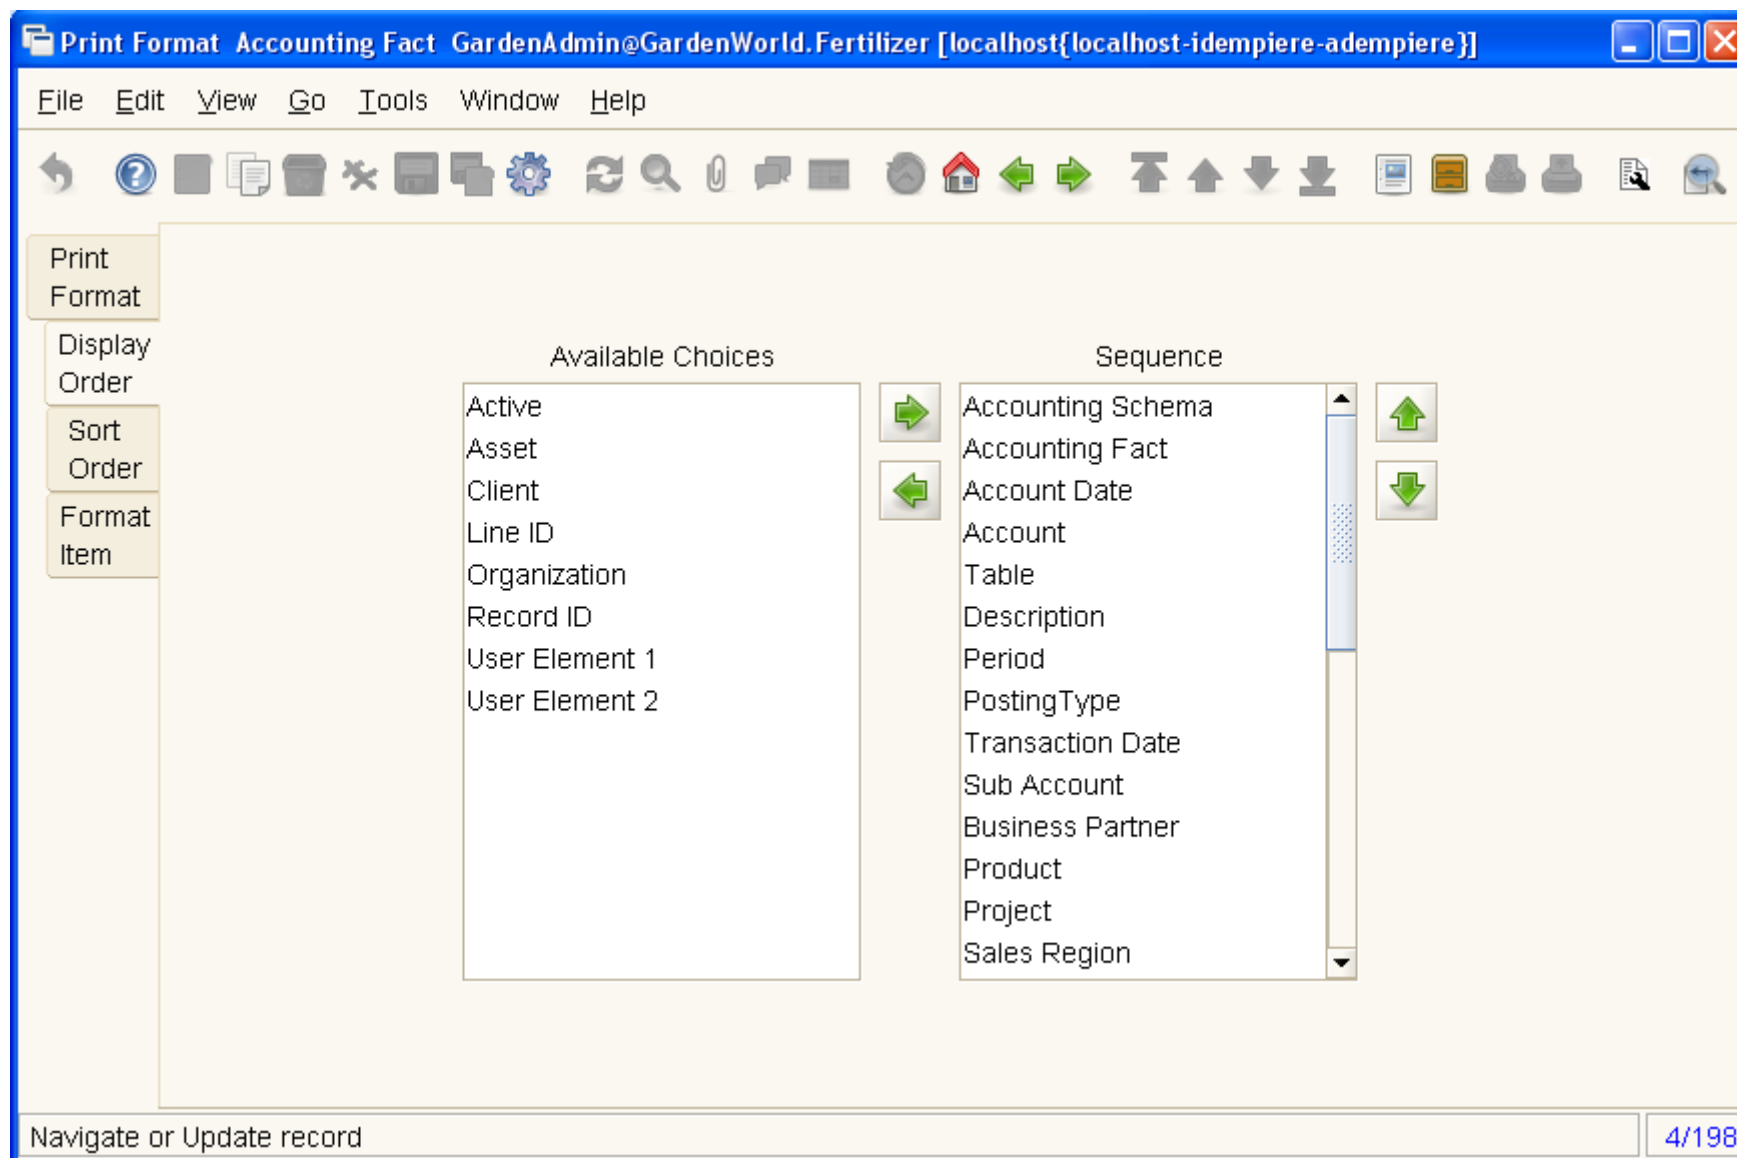 Print Format Accounting Fact GardenAdmin@GardenWorld.Fertilizer [localhost{localhost-idempiere-adempiere}]
File Edit View Go Tools Window Help
Print
Format
Display
Order
Sort
Order
Format
Item
Available Choices
Active
Asset
Client
Line ID
Organization
Record ID
User Element 1
User Element 2
Sequence
Accounting Schema
Accounting Fact
Account Date
Account
Table
Description
Period
PostingType
Transaction Date
Sub Account
Business Partner
Product
Project
Sales Region
Navigate or Update record
4/198